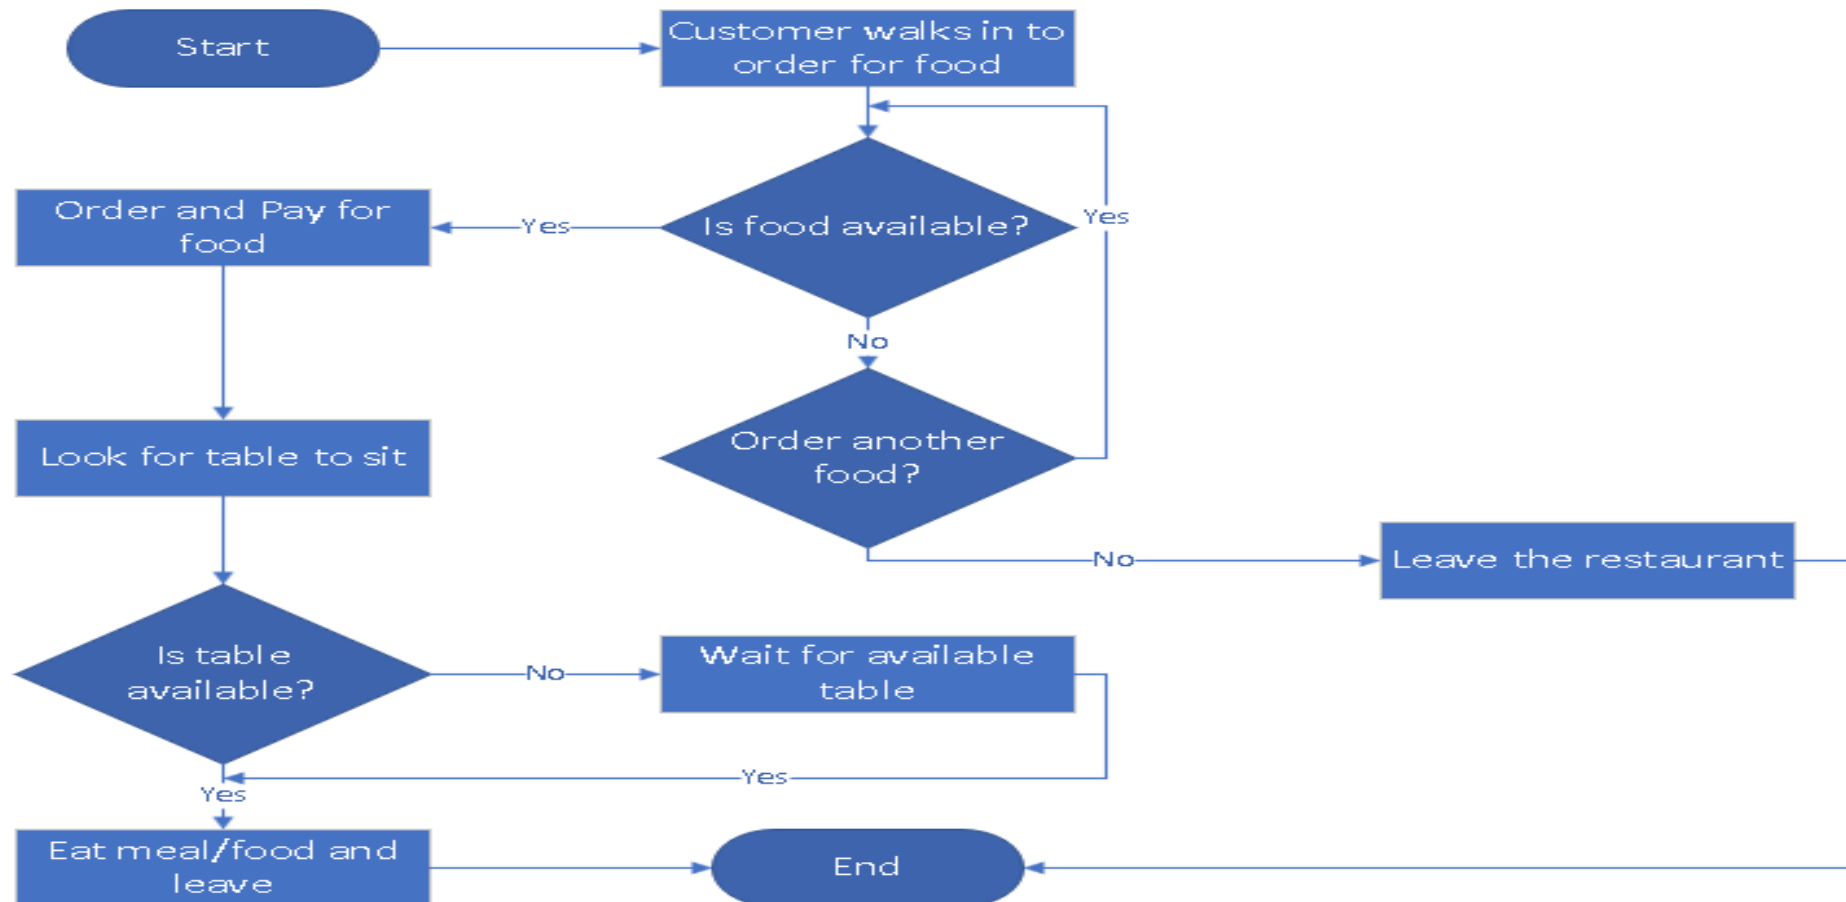 Start
Customer walks in to
order for food
Is food available?
Yes
Order and Pay for
food
Yes
No
Order another
food?
Look for table to sit
No
Leave the restaurant
Is table
available?
No
Wait for available
table
Yes
Yes
Eat meal/food and
leave
End